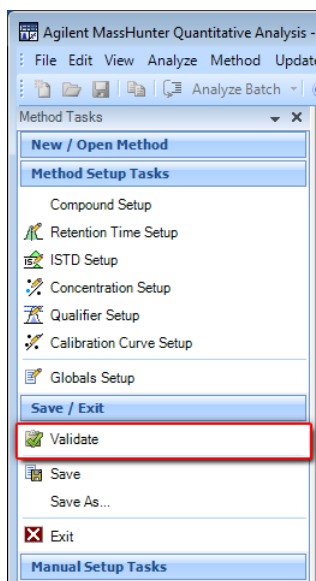 Agilent MassHunter Quantitative Analysis -
File Edit View Analyze Method Updat
Analyze Batch
Method Tasks
New / Open Method
Method Setup Tasks
Compound Setup
Retention Time Setup
ISTD Setup
Concentration Setup
Qualifier Setup
Calibration Curve Setup
Globals Setup
Save / Exit
Validate
Save
Save As...
Exit
Manual Setup Tasks